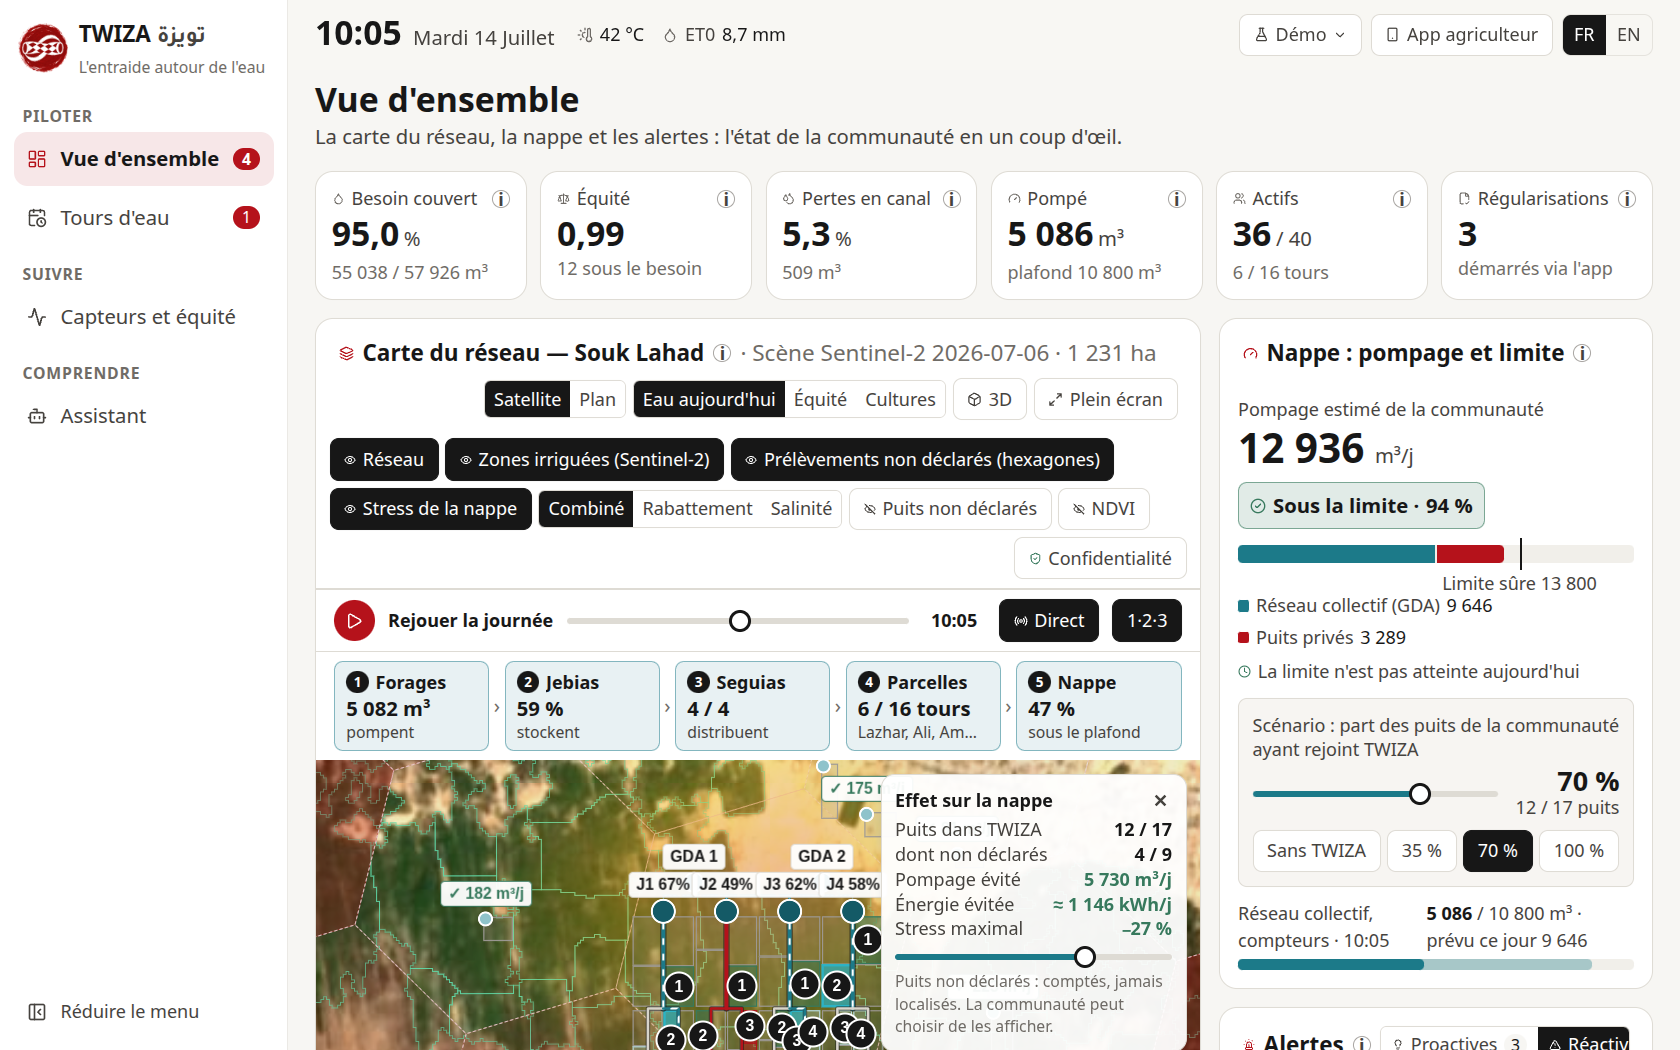 TWIZA تويزة
L'entraide autour de l'eau
PILOTER
Vue d'ensemble 4
Tours d'eau 1
SUIVRE
Capteurs et équité
COMPRENDRE
Assistant
Réduire le menu
10:05 Mardi 14 Juillet 42 °C ET0 8,7 mm
Démo App agriculteur FR EN
Vue d'ensemble
La carte du réseau, la nappe et les alertes : l'état de la communauté en un coup d'œil.
Besoin couvert
95,0 %
55 038 / 57 926 m³
Équité
0,99
12 sous le besoin
Pertes en canal
5,3 %
509 m³
Pompé
5 086 m³
plafond 10 800 m³
Actifs
36 / 40
6 / 16 tours
Régularisations
3
démarrés via l'app
Carte du réseau — Souk Lahad · Scène Sentinel-2 2026-07-06 · 1 231 ha
Satellite Plan Eau aujourd'hui Équité Cultures 3D Plein écran
Réseau Zones irriguées (Sentinel-2) Prélèvements non déclarés (hexagones)
Stress de la nappe Combiné Rabattement Salinité Puits non déclarés NDVI
Confidentialité
Rejouer la journée 10:05 Direct 1·2·3
1 Forages
5 082 m³
pompent
2 Jebias
59 %
stockent
3 Seguias
4 / 4
distribuent
4 Parcelles
6 / 16 tours
Lazhar, Ali, Am...
5 Nappe
47 %
sous le plafond
✓ 175 m
✓ 182 m³/j
GDA 1 GDA 2
J1 67% J2 49% J3 62% J4 58%
1
1 1 1 2
2 2 3 2 3 4 3 4
Effet sur la nappe ✕
Puits dans TWIZA 12 / 17
dont non déclarés 4 / 9
Pompage évité 5 730 m³/j
Énergie évitée ≈ 1 146 kWh/j
Stress maximal –27 %
Puits non déclarés : comptés, jamais
localisés. La communauté peut
choisir de les afficher.
Nappe : pompage et limite
Pompage estimé de la communauté
12 936 m³/j
Sous la limite · 94 %
Limite sûre 13 800
Réseau collectif (GDA) 9 646
Puits privés 3 289
La limite n'est pas atteinte aujourd'hui
Scénario : part des puits de la communauté
ayant rejoint TWIZA
70 %
12 / 17 puits
Sans TWIZA 35 % 70 % 100 %
Réseau collectif,
compteurs · 10:05
5 086 / 10 800 m³ ·
prévu ce jour 9 646
Alertes Proactives 3 Réactiv